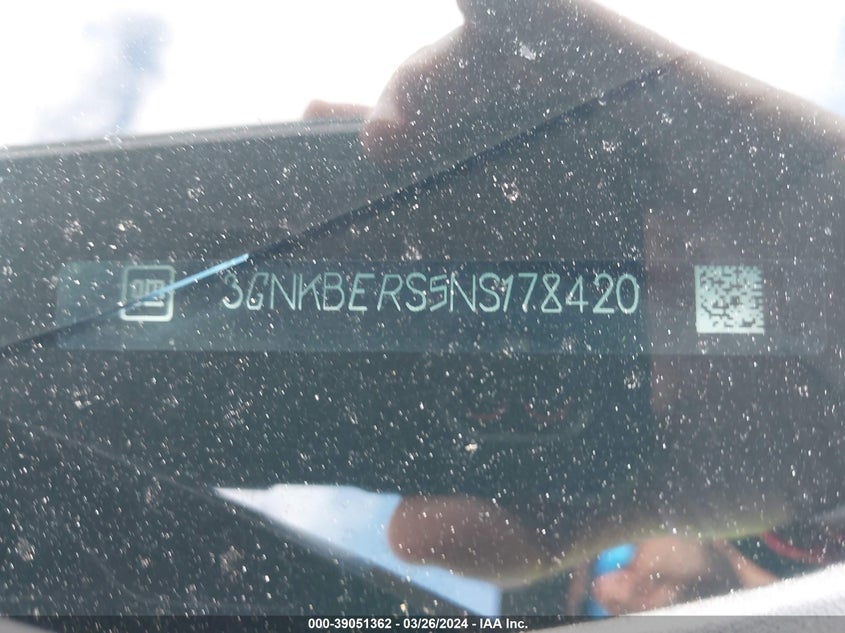 gm 3GNKBERS5NS178420
000-39051362 - 03/26/2024 - IAA Inc.